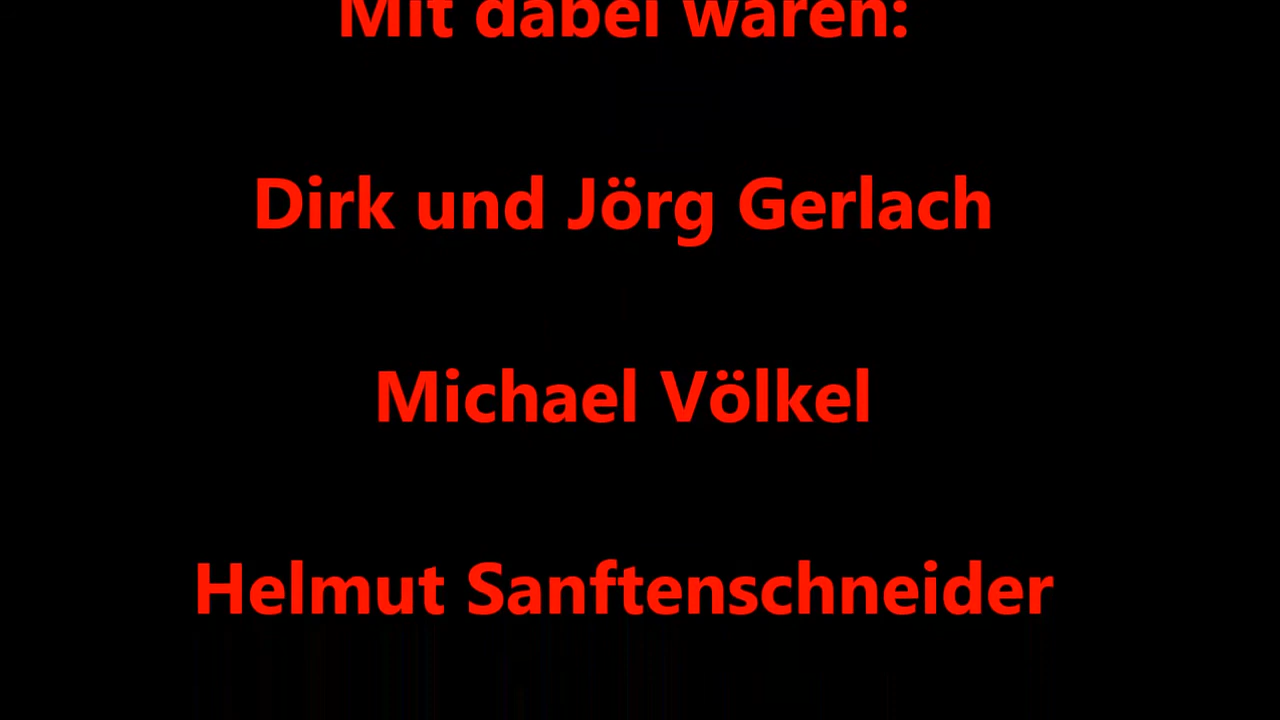 Mit dabei waren:
Dirk und Jörg Gerlach
Michael Völkel
Helmut Sanftenschneider